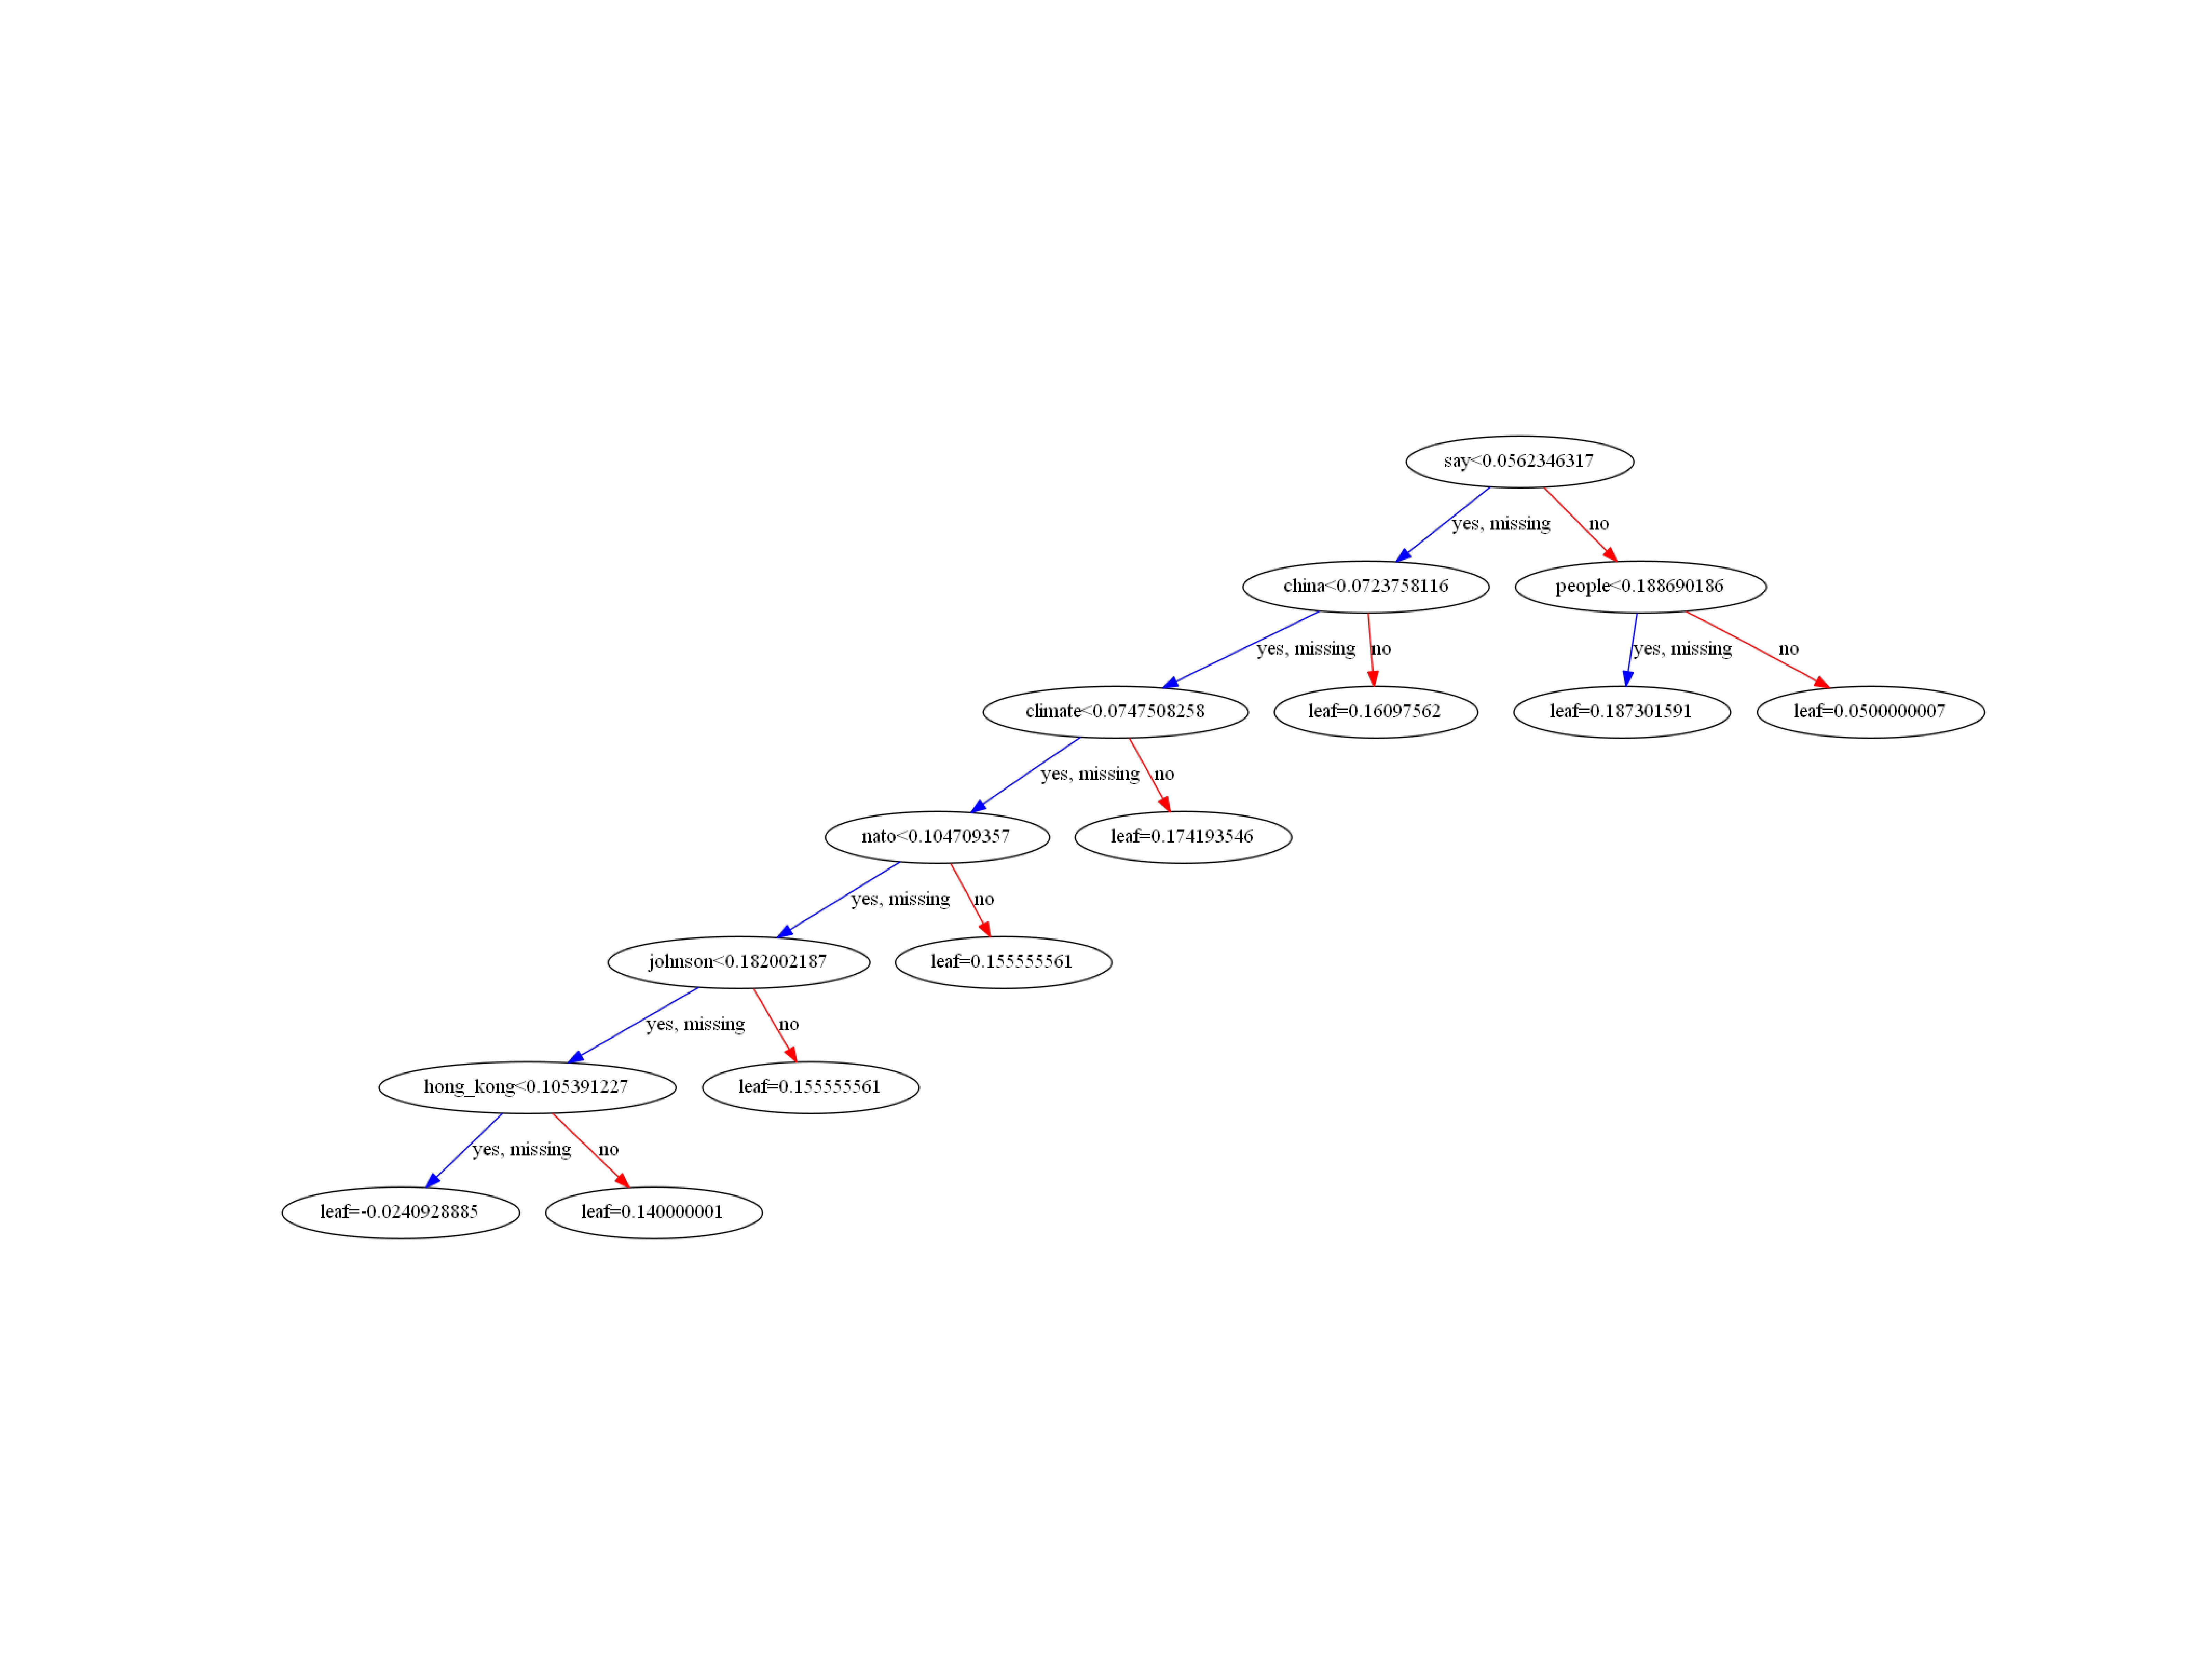 say<0.0562346317
yes, missing
no
china<0.0723758116
people<0.188690186
yes, missing
no
yes, missing
no
climate<0.0747508258
leaf=0.16097562
leaf=0.187301591
leaf=0.0500000007
yes, missing
no
nato<0.104709357
leaf=0.174193546
yes, missing
no
johnson<0.182002187
leaf=0.155555561
yes, missing
no
hong_kong<0.105391227
leaf=0.155555561
yes, missing
no
leaf=-0.0240928885
leaf=0.140000001